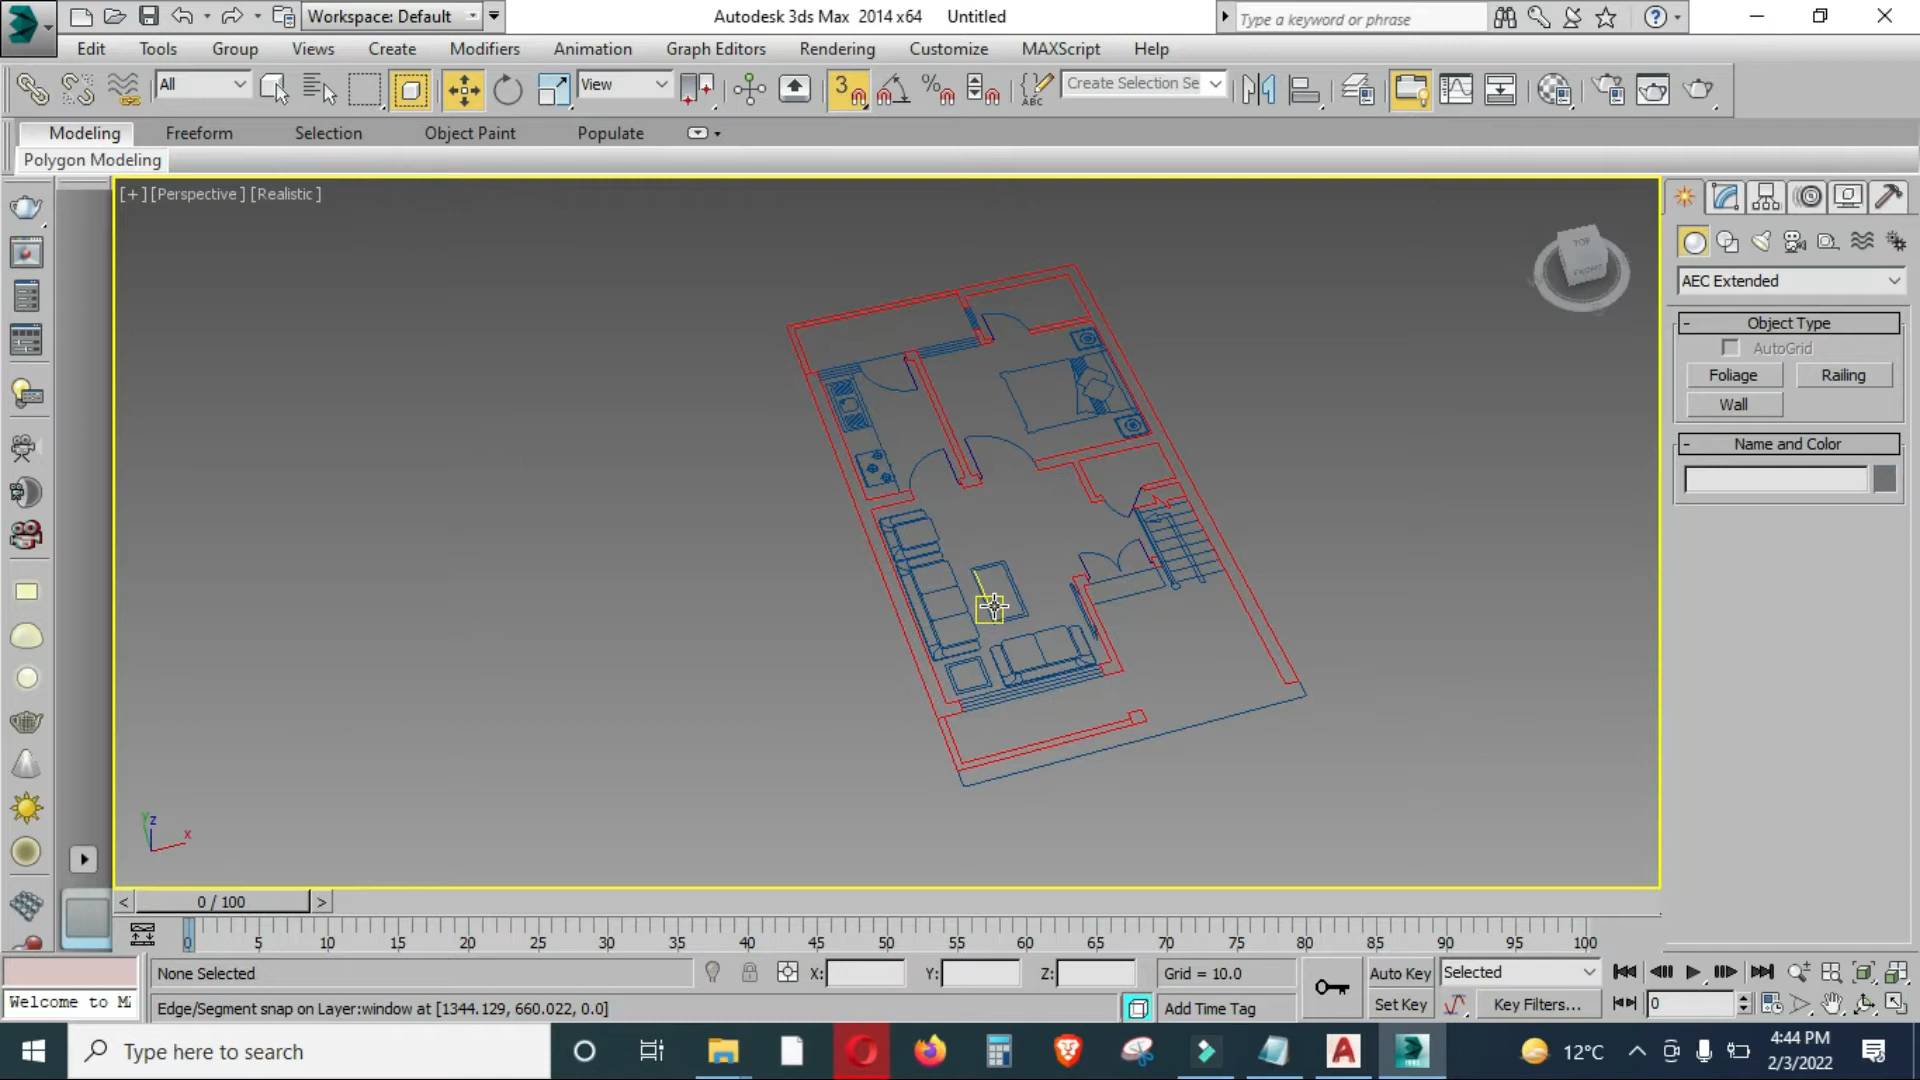 Workspace: Default
Autodesk 3ds Max 2014 x64 Untitled
Type a keyword or phrase
Edit Tools Group Views Create Modifiers Animation Graph Editors Rendering Customize MAXScript Help
All
View
3
%
ABC
Create Selection Se
Modeling Freeform Selection Object Paint Populate
Polygon Modeling
[+] [Perspective ] [Realistic ]
TOP
FRONT
AEC Extended
- Object Type
AutoGrid
Foliage Railing
Wall
- Name and Color
z
x
< 0 / 100 >
0 5 10 15 20 25 30 35 40 45 50 55 60 65 70 75 80 85 90 95 100
None Selected X: Y: Z: Grid = 10.0 Auto Key Selected
Welcome to M
Edge/Segment snap on Layer:window at [1344.129, 660.022, 0.0] Add Time Tag Set Key Key Filters... 0
Type here to search
12°C
4:44 PM
2/3/2022